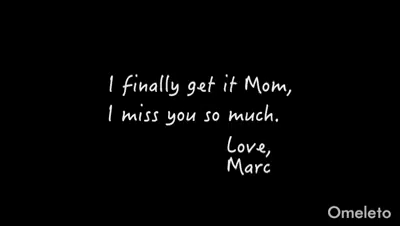 I finally get it Mom,
I miss you so much.
Love,
Marc
Omeleto